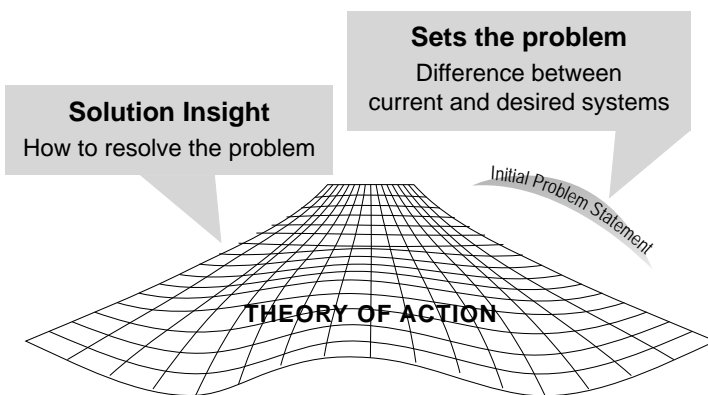 Sets the problem
Difference between
current and desired systems
Solution Insight
How to resolve the problem
Initial Problem Statement
THEORY OF ACTION